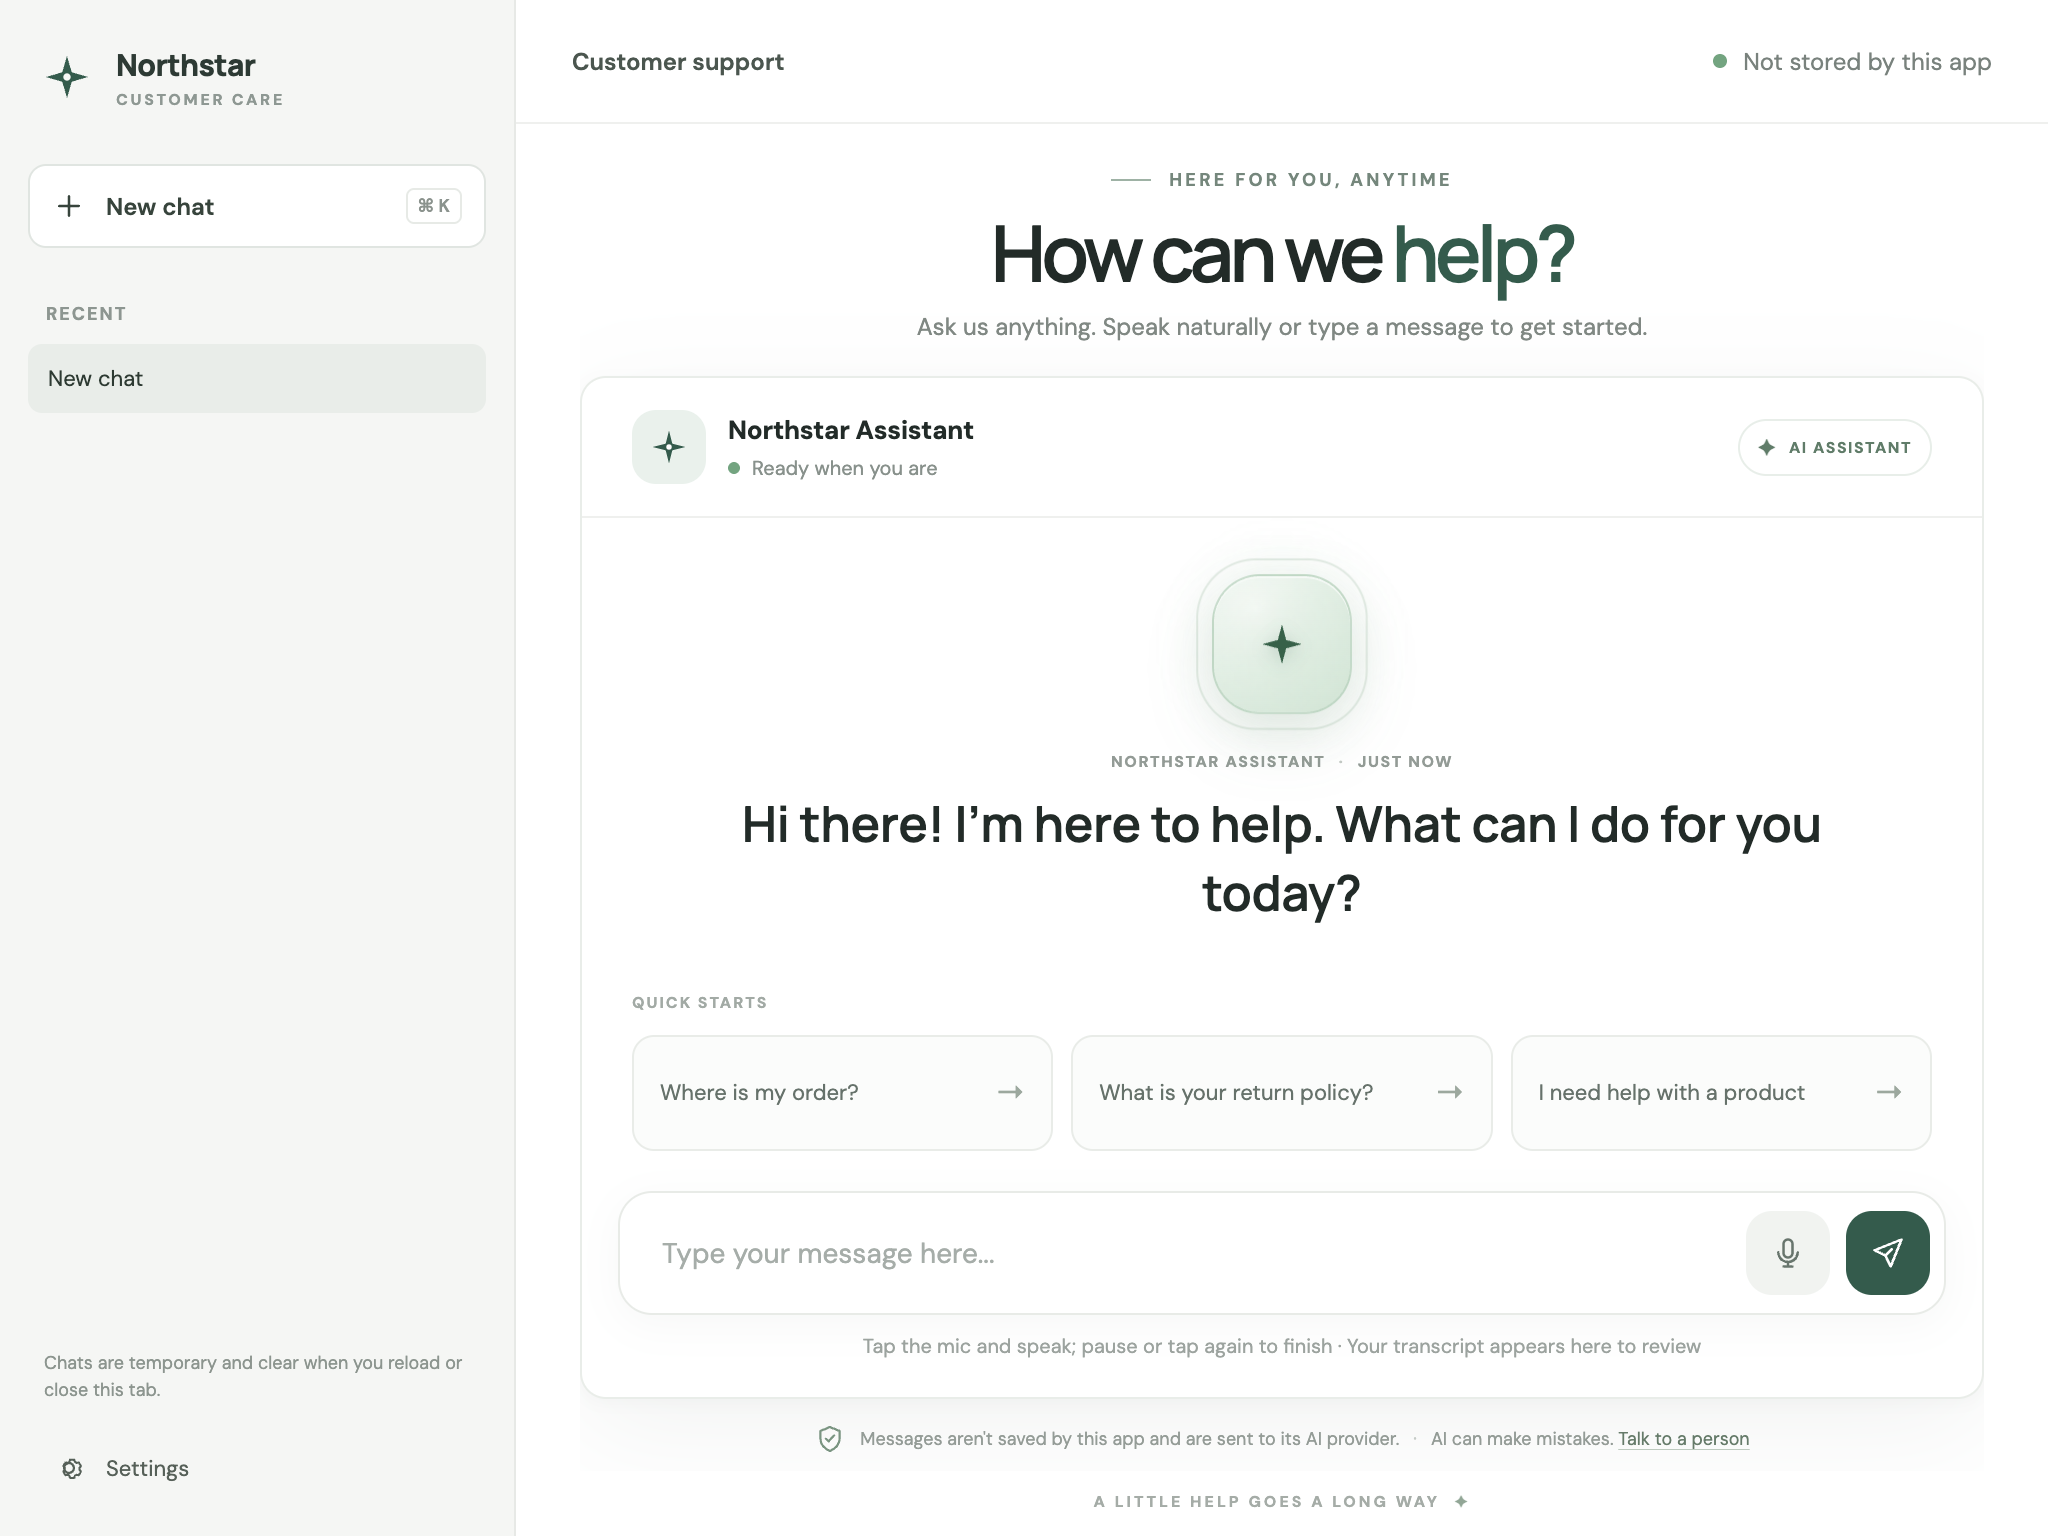 Northstar
CUSTOMER CARE
New chat
⌘ K
RECENT
New chat
Chats are temporary and clear when you reload or
close this tab.
Settings
Customer support
Not stored by this app
HERE FOR YOU, ANYTIME
How can we help?
Ask us anything. Speak naturally or type a message to get started.
Northstar Assistant
Ready when you are
AI ASSISTANT
NORTHSTAR ASSISTANT · JUST NOW
Hi there! I’m here to help. What can I do for you
today?
QUICK STARTS
Where is my order?
What is your return policy?
I need help with a product
Type your message here...
Tap the mic and speak; pause or tap again to finish · Your transcript appears here to review
Messages aren't saved by this app and are sent to its AI provider. · AI can make mistakes. Talk to a person
A LITTLE HELP GOES A LONG WAY